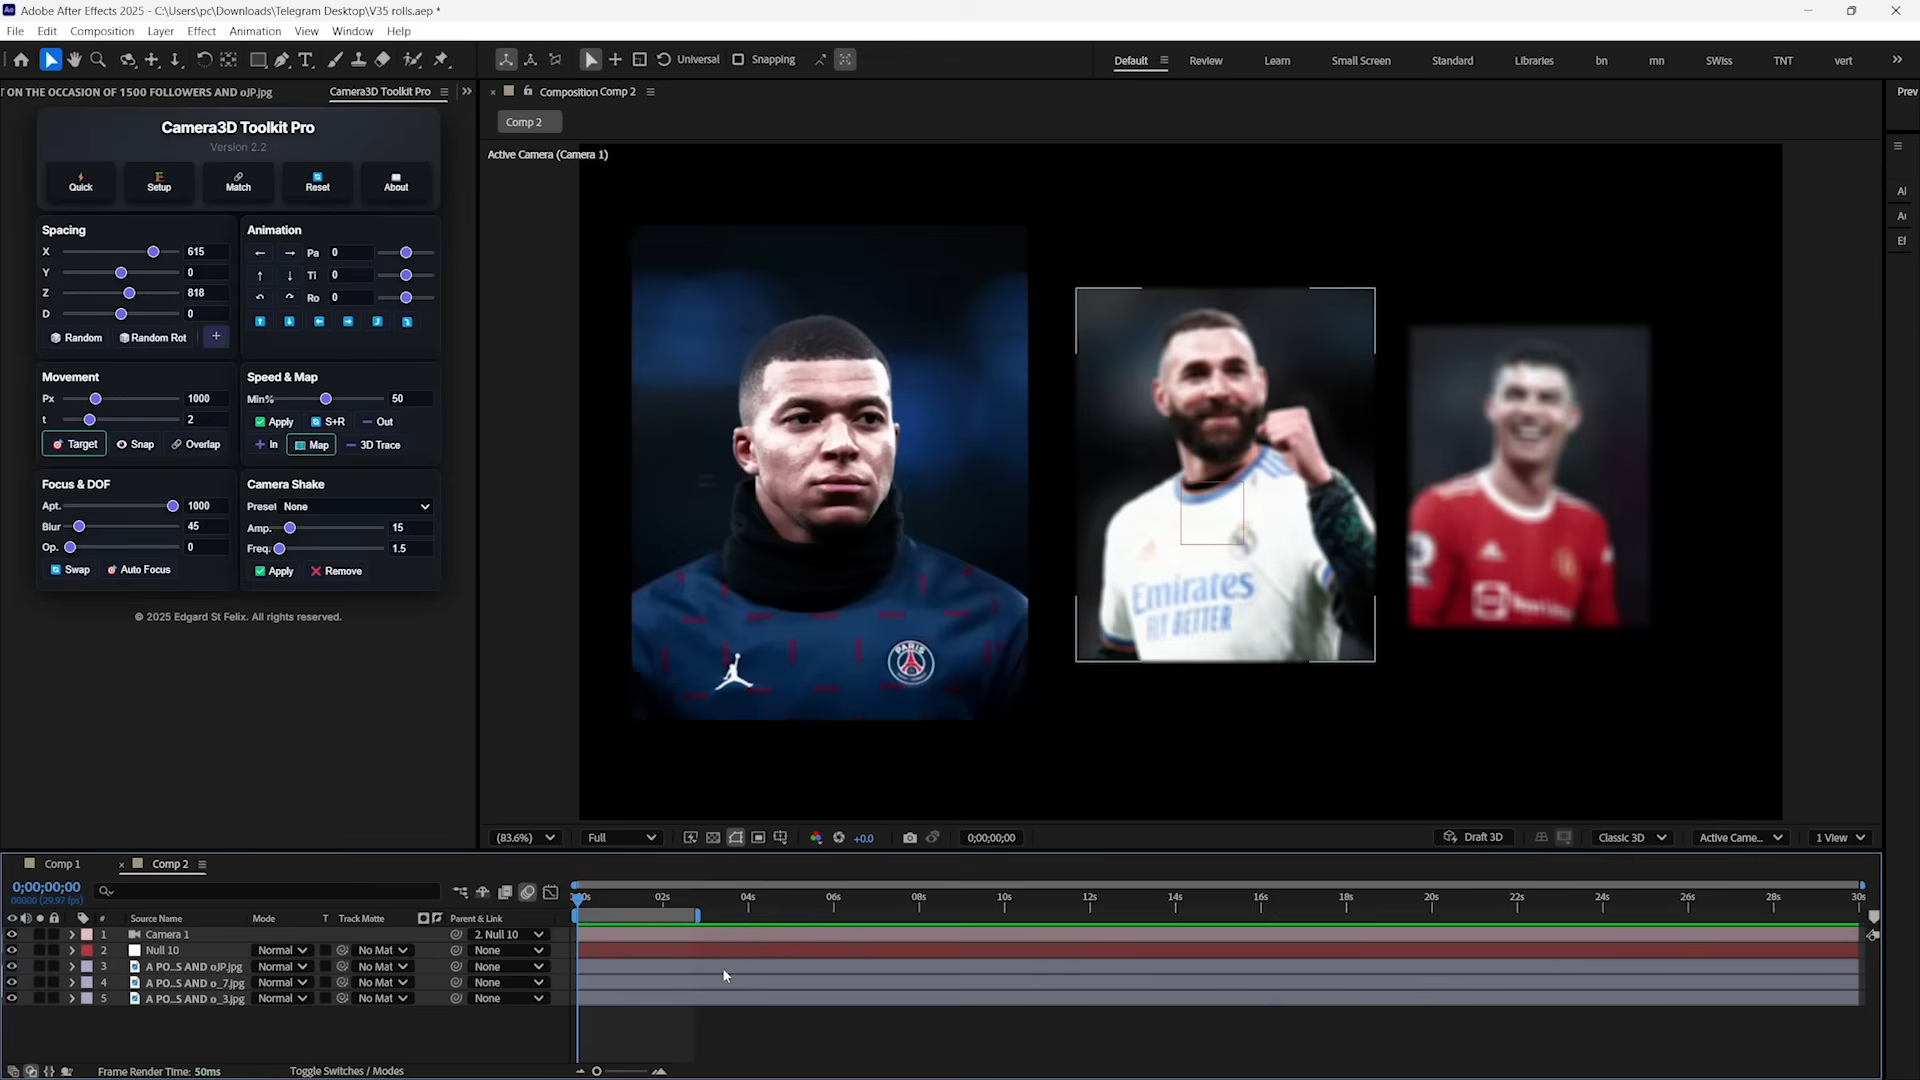 Adobe After Effects 2025 - C:\Users\pc\Downloads\Telegram Desktop\V35 rolls.aep *
File Edit Composition Layer Effect Animation View Window Help
Universal Snapping Default Review Learn Small Screen Standard Libraries bn mn SWiss TNT vert
ON THE OCCASION OF 1500 FOLLOWERS AND oJP.jpg Camera3D Toolkit Pro
Composition Comp 2
Prev
Comp 2
Active Camera (Camera 1)
Camera3D Toolkit Pro
Version 2.2
Quick Setup Match Reset About
Spacing
X 615
Y 0
Z 818
D 0
Random Random Rot +
Animation
Pa 0
Ti 0
Ro 0
Movement
Px 1000
t 2
Target Snap Overlap
Speed & Map
Min% 50
Apply S+R Out
In Map 3D Trace
Focus & DOF
Apt. 1000
Blur 45
Op. 0
Swap Auto Focus
Camera Shake
Preset None
Amp. 15
Freq. 1.5
Apply Remove
© 2025 Edgard St Felix. All rights reserved.
PARIS
Emirates
FLY BETTER
(83.6%) Full +0.0 0;00;00;00 Draft 3D Classic 3D Active Came... 1 View
Comp 1 Comp 2
0;00;00;00
00000 (29.97 fps)
02s 04s 06s 08s 10s 12s 14s 16s 18s 20s 22s 24s 26s 28s 30s
# Source Name Mode T Track Matte Parent & Link
1 Camera 1 2. Null 10
2 Null 10 Normal No Mat None
3 A PO...S AND oJP.jpg Normal No Mat None
4 A PO...S AND o_7.jpg Normal No Mat None
5 A PO...S AND o_3.jpg Normal No Mat None
Frame Render Time: 50ms Toggle Switches / Modes